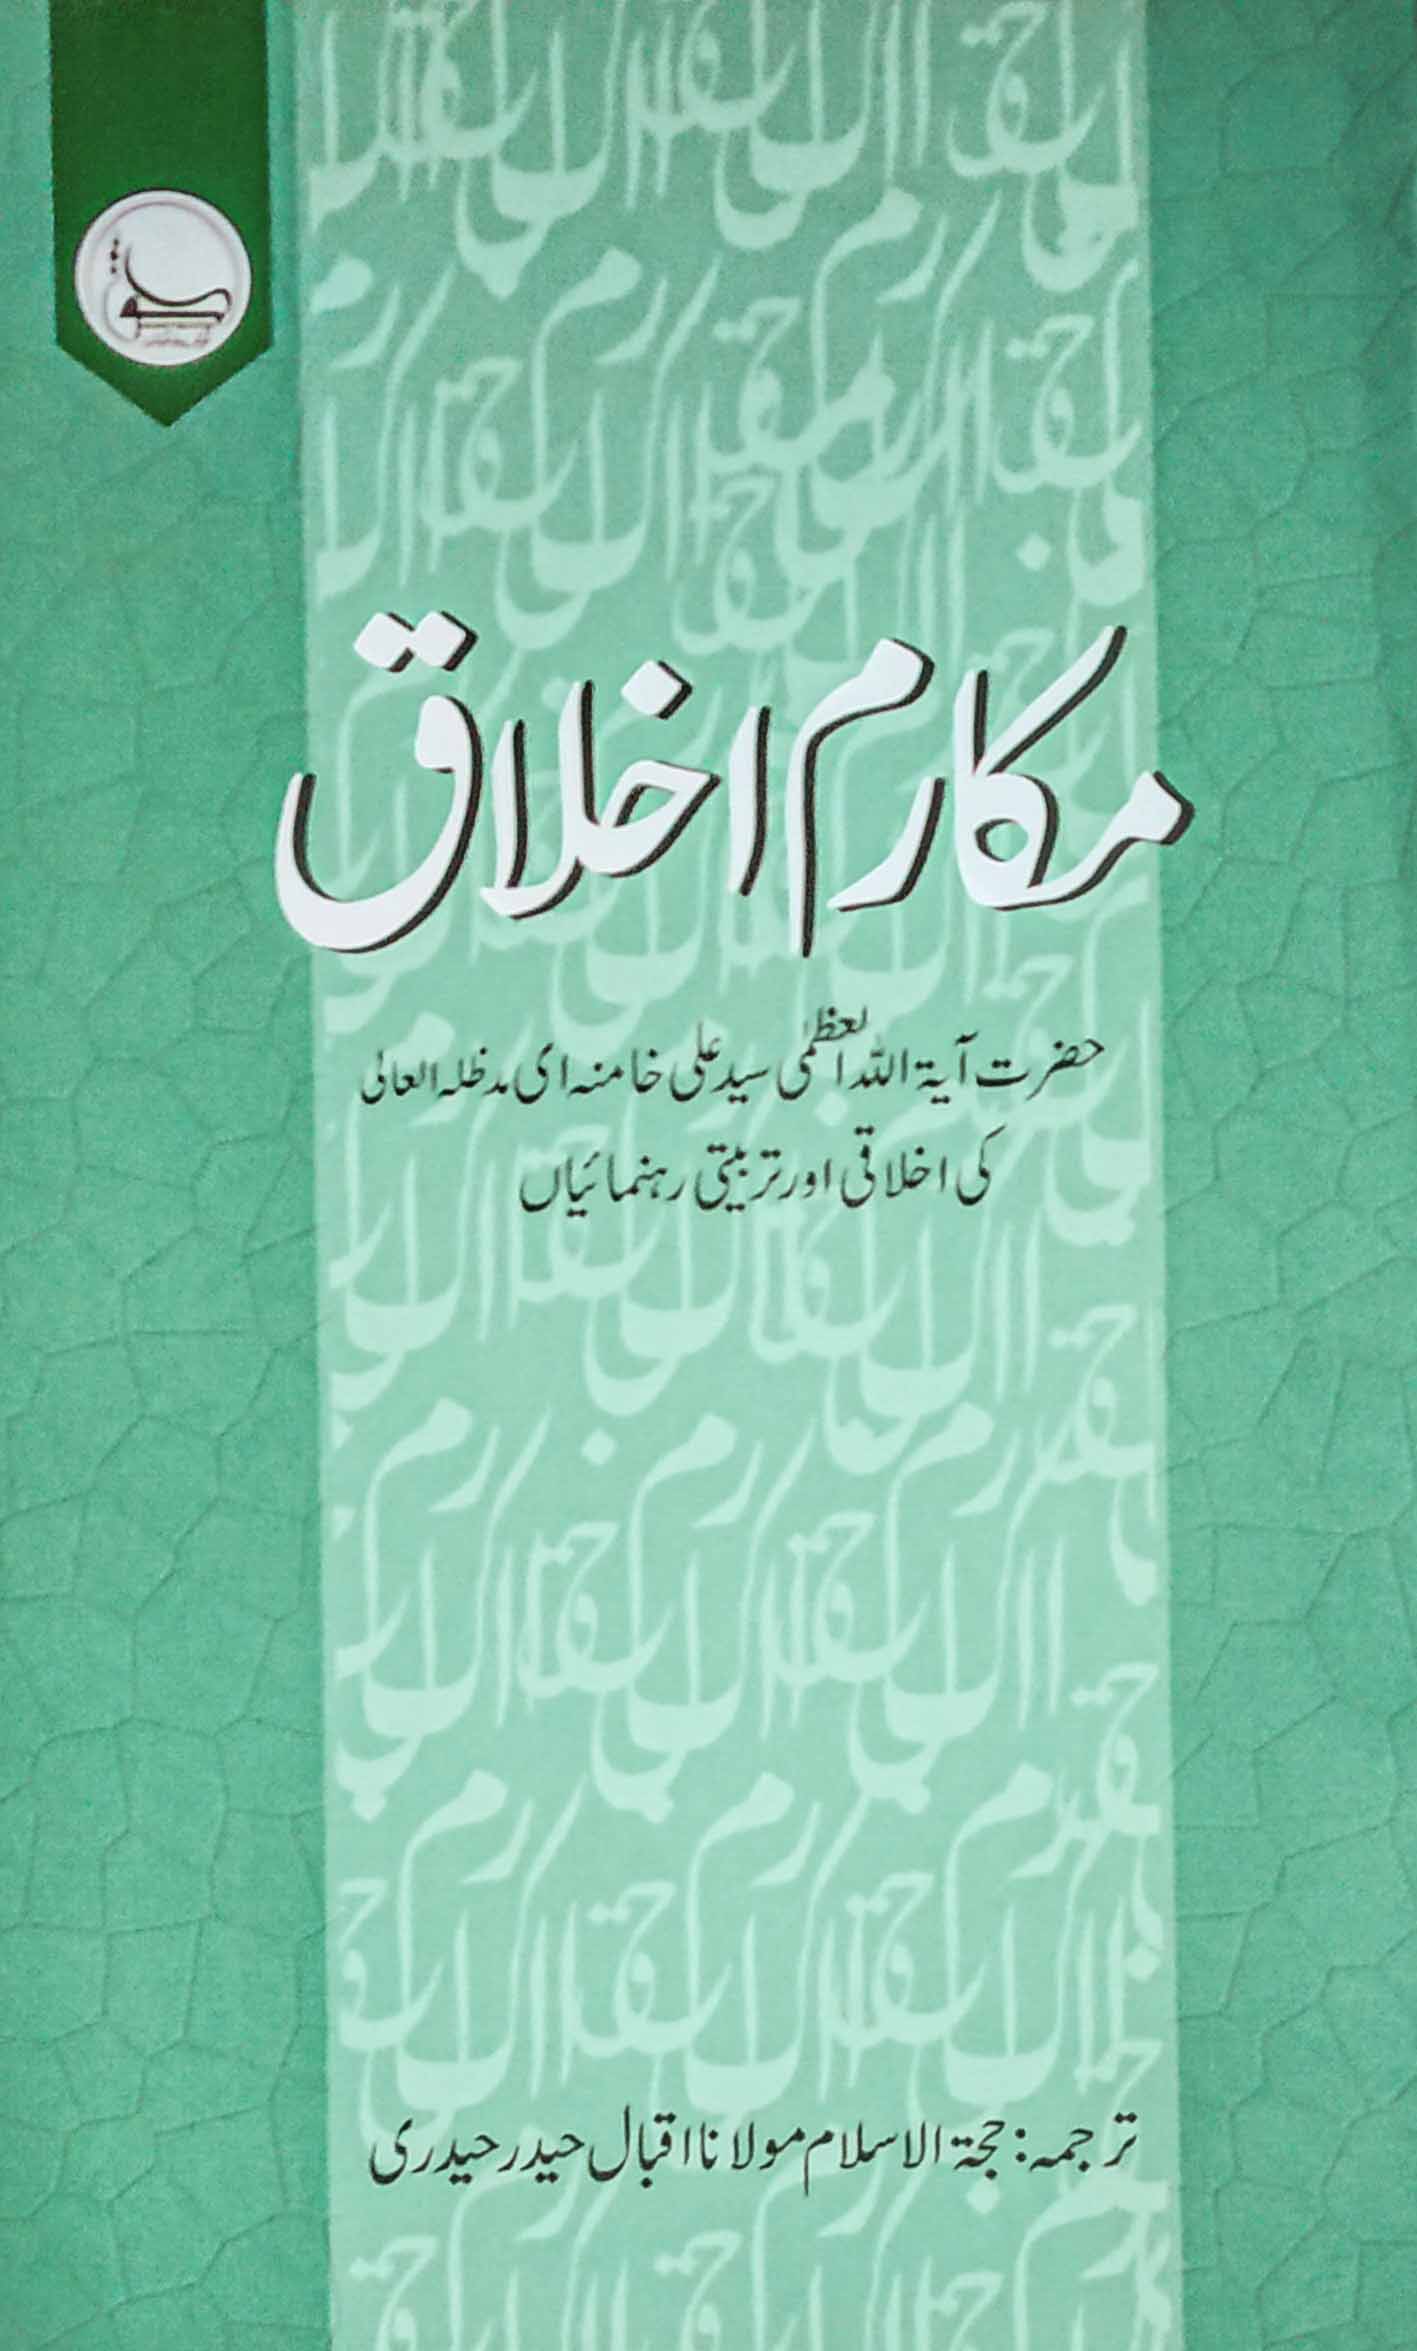 مکارم اخلاق
حضرت آیۃ اللہ العظمٰی سید علی خامنہ ای مدظلہ العالی
کی اخلاقی اور تربیتی رہنمائیاں
ترجمہ: حجۃ الاسلام مولانا اقبال حیدر حیدری